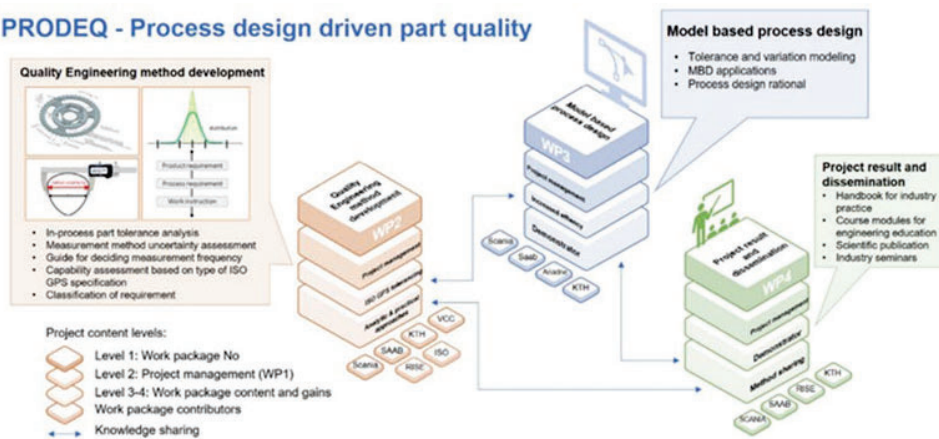 PRODEQ - Process design driven part quality
Quality Engineering method development
distribution
Product requirement
Process requirement
Work instruction
In-process part tolerance analysis
Measurement method uncertainty assessment
Guide for deciding measurement frequency
Capability assessment based on type of ISO
GPS specification
Classification of requirement
Project content levels:
Level 1: Work package No
Level 2: Project management (WP1)
Level 3-4: Work package content and gains
Work package contributors
Knowledge sharing
Quality
Engineering
method
development
WP2
Project management
ISO GPS tolerancing
Analytic & practical
approaches
VCC
KTH
ISO
SAAB
RISE
Scania
Model based
process design
WP3
Project management
Demonstrator
Scania
Saab
KTH
Model based process design
Tolerance and variation modeling
MBD applications
Process design rational
Project result and
dissemination
Handbook for industry
practice
Course modules for
engineering education
Scientific publication
Industry seminars
Project result
and
dissemination
WP4
Project management
Demonstrator
Method sharing
KTH
RISE
SAAB
SCANIA